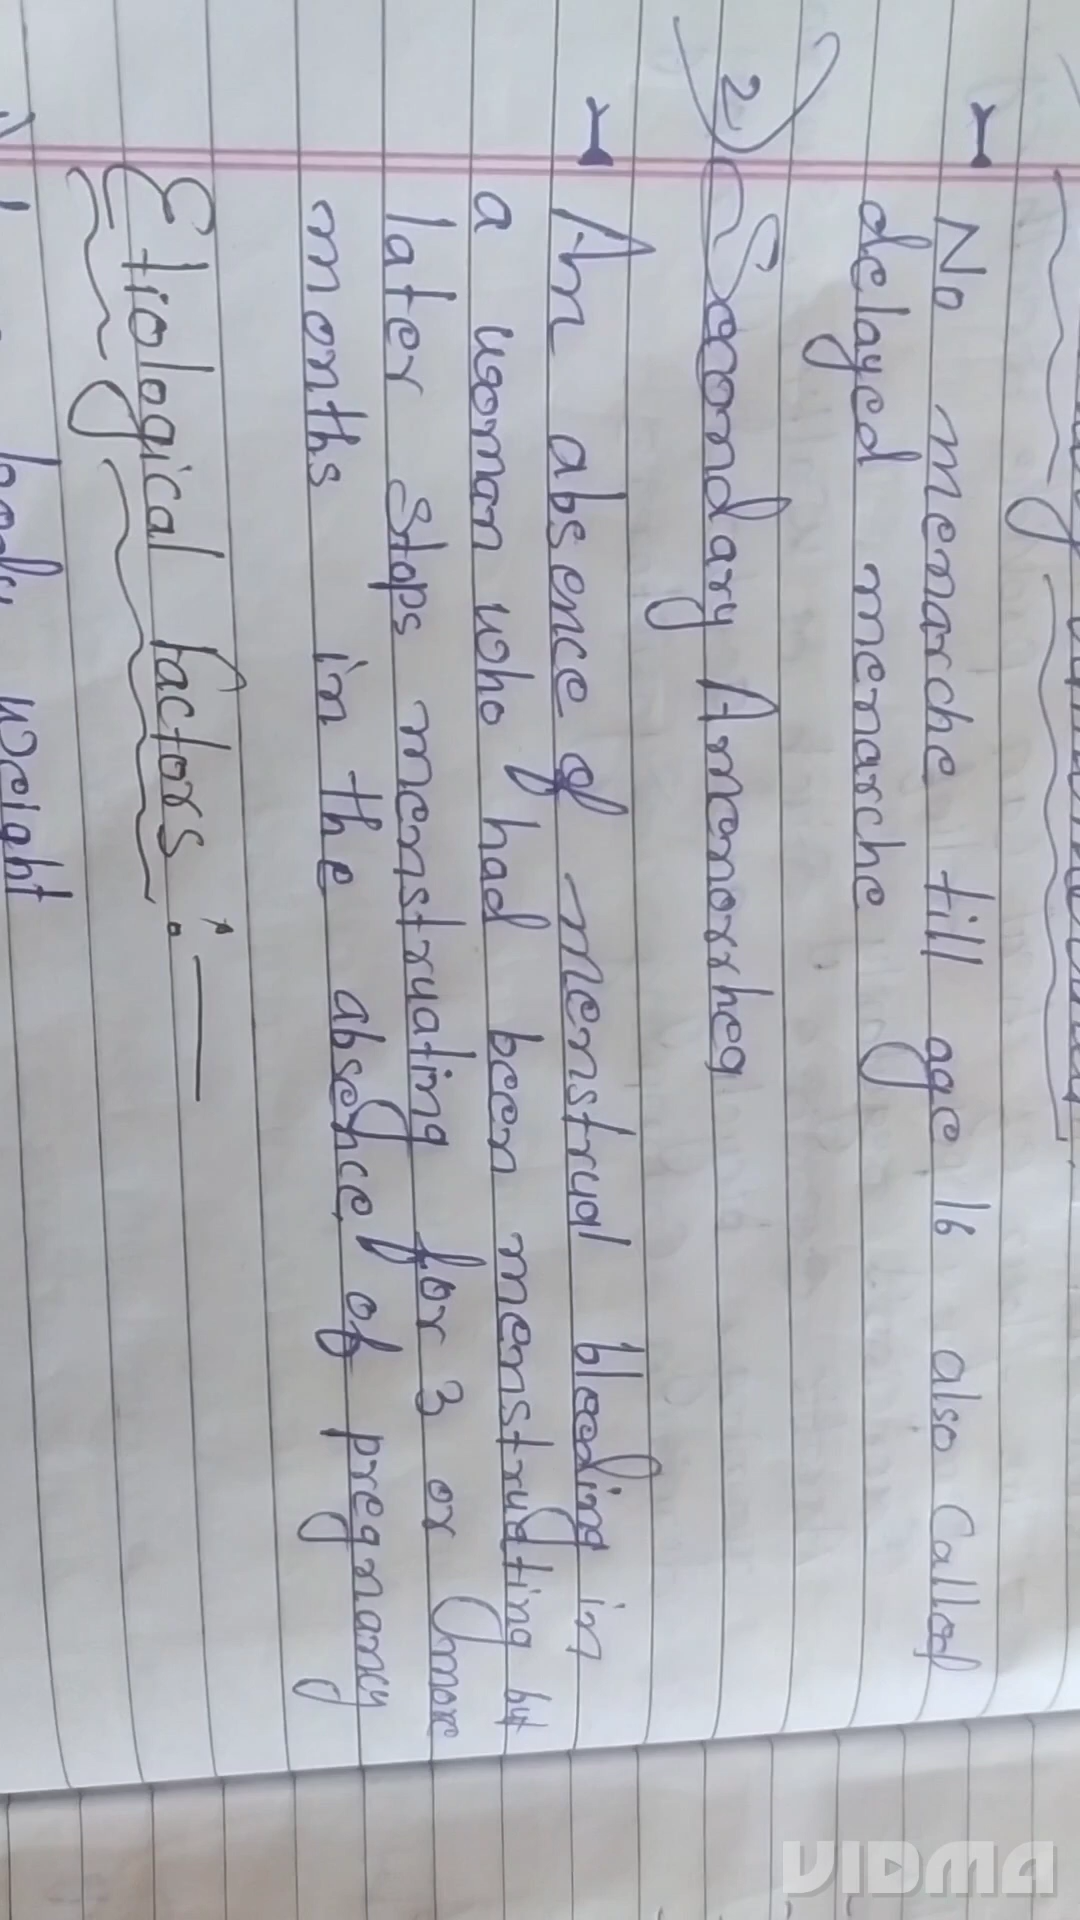 No menarche till age 16 also Called
delayed menarche
2) Secondary Amenorrhea
An absence of menstrual bleeding in
a woman who had been menstruating but
later stops menstruating for 3 or more
months in the absence of pregnancy
Etiological factors :-
body weight
VIDMA